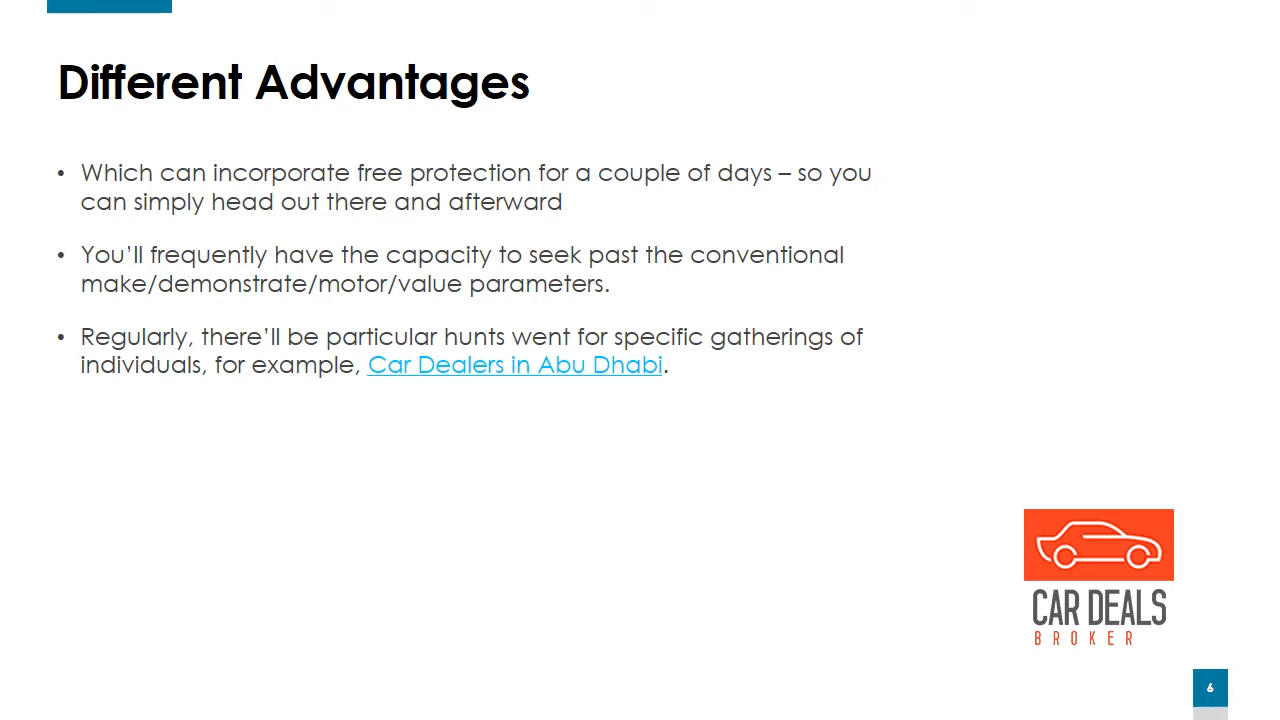 Different Advantages
• Which can incorporate free protection for a couple of days – so you
can simply head out there and afterward
• You’ll frequently have the capacity to seek past the conventional
make/demonstrate/motor/value parameters.
• Regularly, there’ll be particular hunts went for specific gatherings of
individuals, for example, Car Dealers in Abu Dhabi.
CAR DEALS
BROKER
6